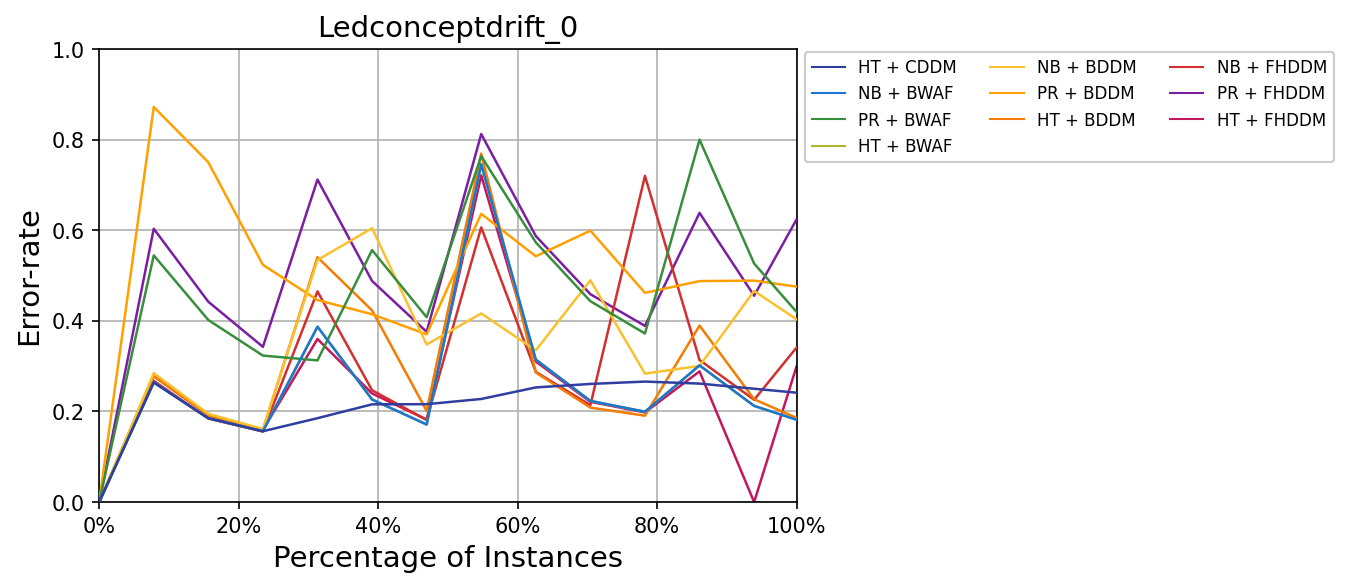 Ledconceptdrift_0
1.0
0.8
0.6
0.4
0.2
0.0
Error-rate
0% 20% 40% 60% 80% 100%
Percentage of Instances
HT + CDDM NB + BDDM NB + FHDDM
NB + BWAF PR + BDDM PR + FHDDM
PR + BWAF HT + BDDM HT + FHDDM
HT + BWAF